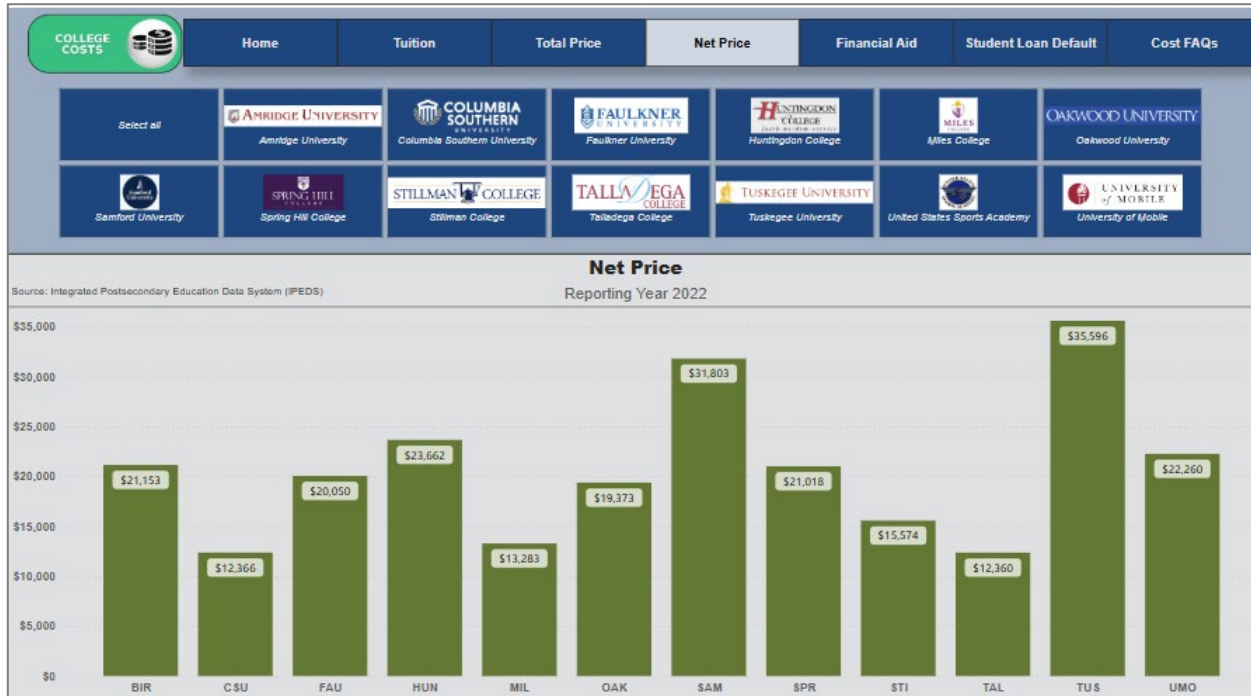 COLLEGE
COSTS
Home
Tuition
Total Price
Net Price
Financial Aid
Student Loan Default
Cost FAQs
Select all
AMRIDGE UNIVERSITY
Amridge University
COLUMBIA
SOUTHERN
UNIVERSITY
Columbia Southern University
FAULKNER
UNIVERSITY
Faulkner University
HUNTINGDON
COLLEGE
Huntingdon College
MILES
COLLEGE
Miles College
OAKWOOD UNIVERSITY
Oakwood University
Samford
University
Samford University
SPRING HILL
COLLEGE
Spring Hill College
STILLMAN COLLEGE
Stillman College
TALLADEGA
COLLEGE
Talladega College
TUSKEGEE UNIVERSITY
Tuskegee University
United States Sports Academy
UNIVERSITY
of MOBILE
University of Mobile
Net Price
Source: Integrated Postsecondary Education Data System (IPEDS)
Reporting Year 2022
$35,000
$30,000
$25,000
$20,000
$15,000
$10,000
$5,000
$0
$21,153
$12,366
$20,050
$23,662
$13,283
$19,373
$31,803
$21,018
$15,574
$12,360
$35,596
$22,260
BIR
CSU
FAU
HUN
MIL
OAK
SAM
SPR
STI
TAL
TUS
UMO